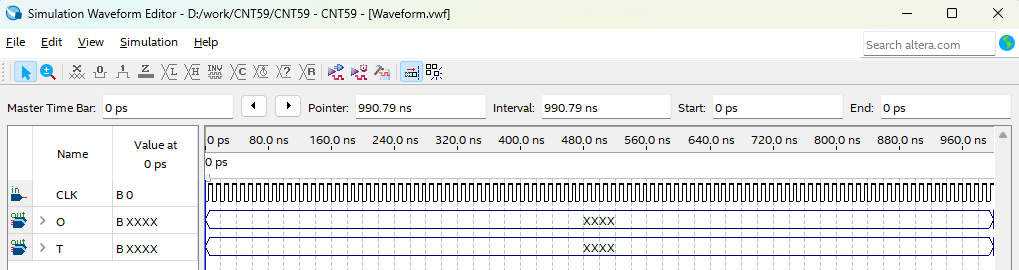 Simulation Waveform Editor - D:/work/CNT59/CNT59 - CNT59 - [Waveform.vwf]
File Edit View Simulation Help
Search altera.com
Master Time Bar: 0 ps Pointer: 990.79 ns Interval: 990.79 ns Start: 0 ps End: 0 ps
Name
Value at
0 ps
0 ps 80.0 ns 160.0 ns 240.0 ns 320.0 ns 400.0 ns 480.0 ns 560.0 ns 640.0 ns 720.0 ns 800.0 ns 880.0 ns 960.0 ns
0 ps
in CLK B 0
out O B XXXX XXXX
out T B XXXX XXXX